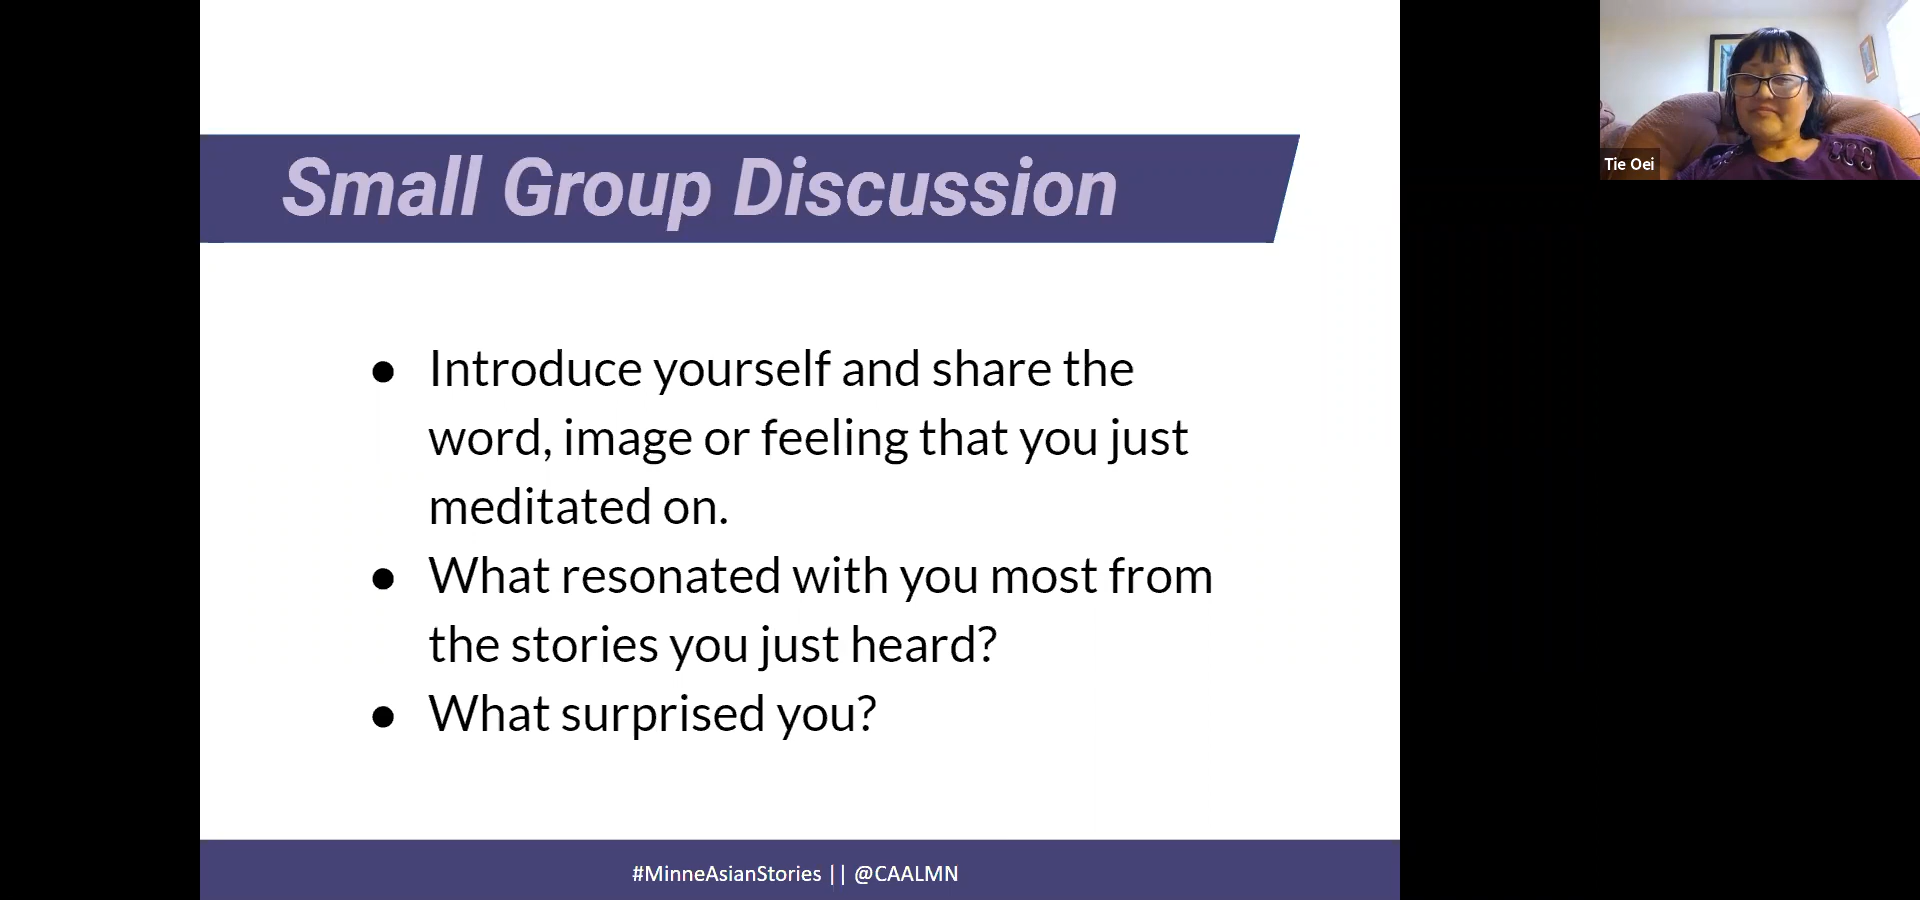 Small Group Discussion
● Introduce yourself and share the
word, image or feeling that you just
meditated on.
● What resonated with you most from
the stories you just heard?
● What surprised you?
#MinneAsianStories || @CAALMN
Tie Oei